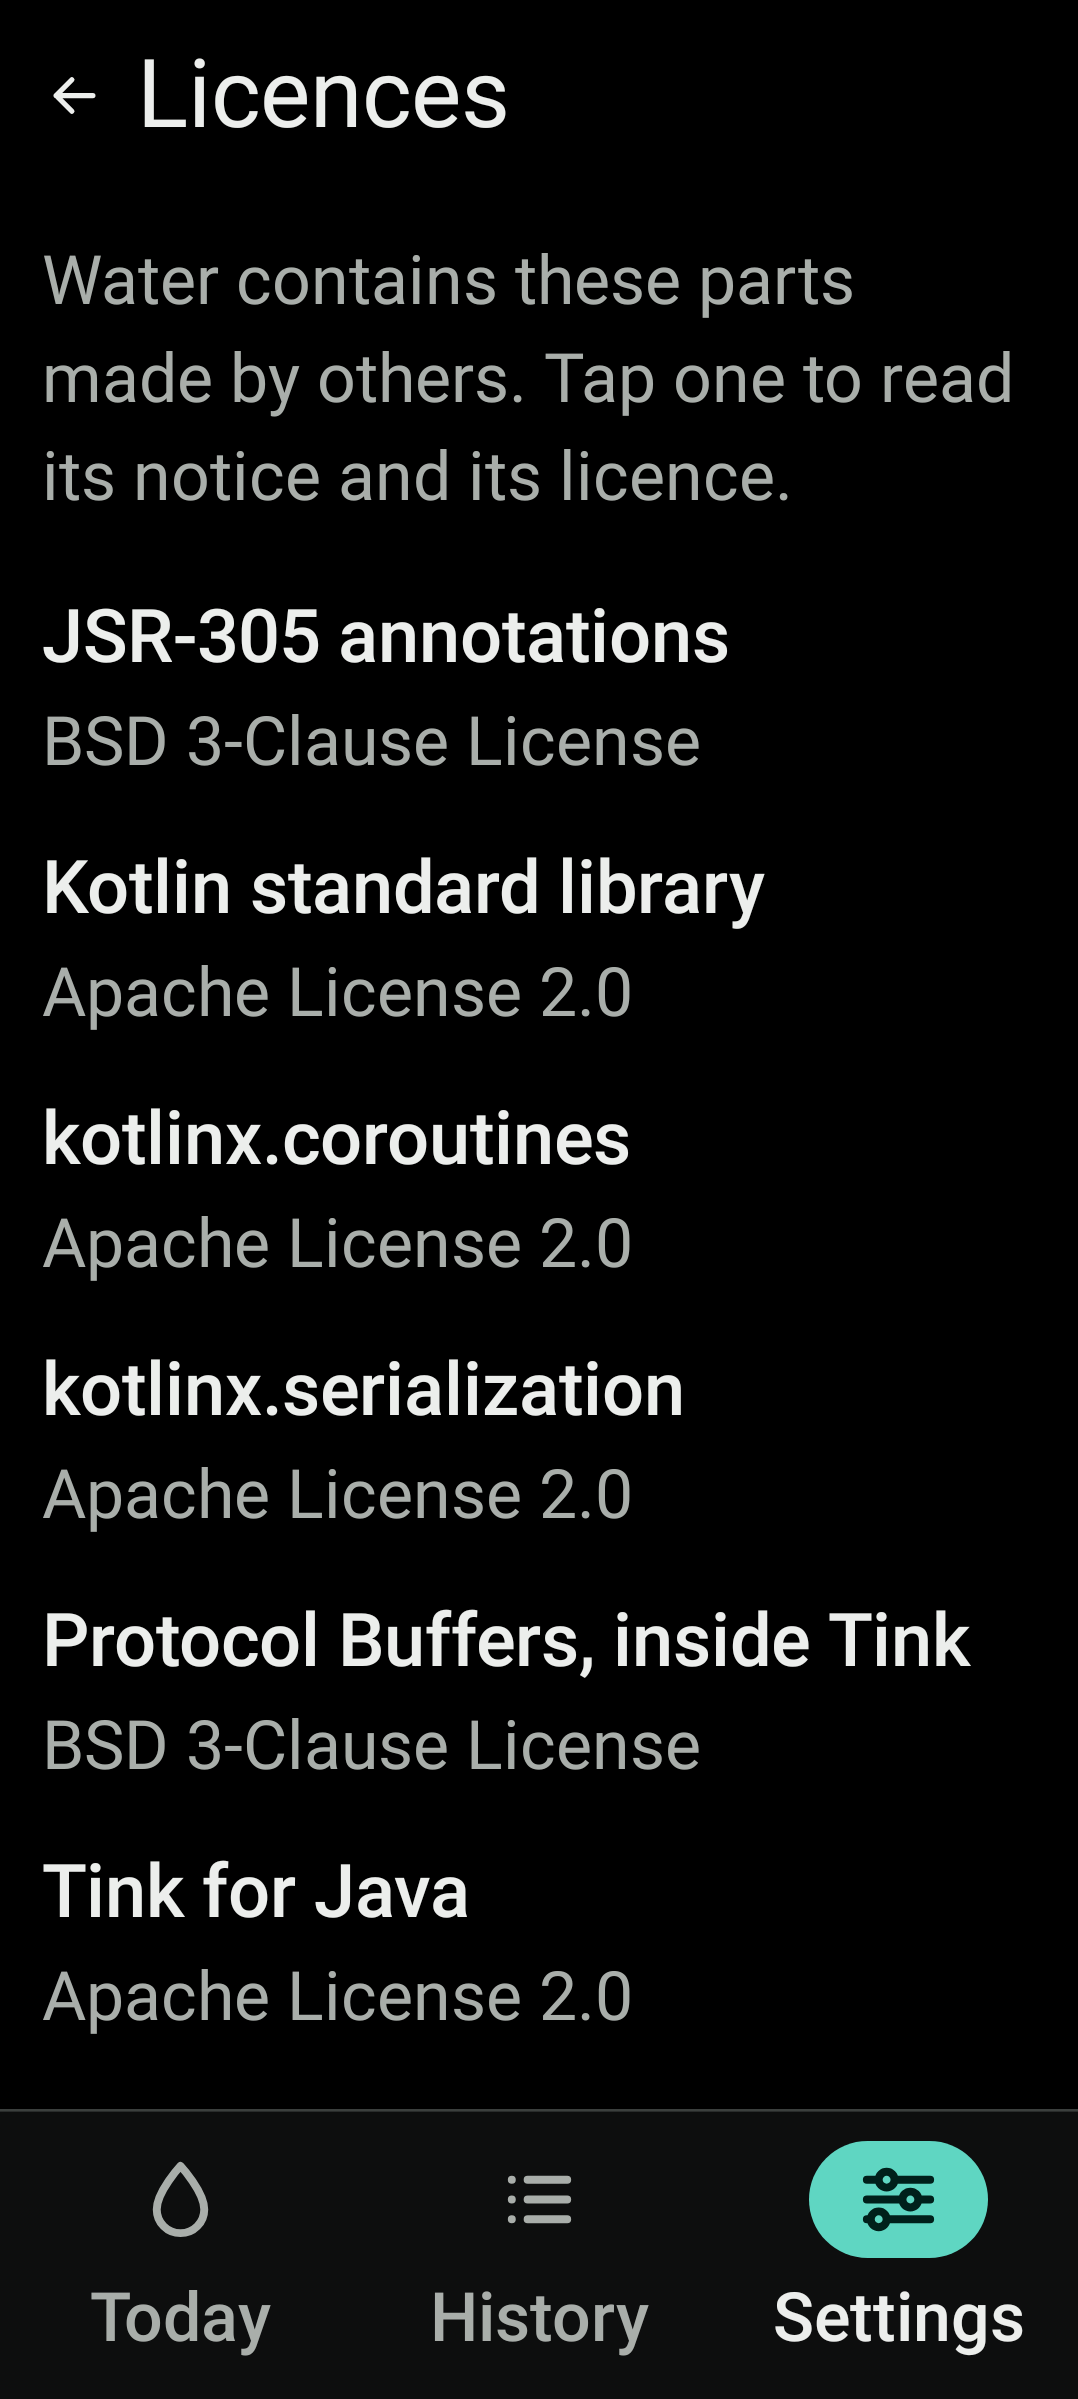 Licences
Water contains these parts
made by others. Tap one to read
its notice and its licence.
JSR-305 annotations
BSD 3-Clause License
Kotlin standard library
Apache License 2.0
kotlinx.coroutines
Apache License 2.0
kotlinx.serialization
Apache License 2.0
Protocol Buffers, inside Tink
BSD 3-Clause License
Tink for Java
Apache License 2.0
Today History Settings